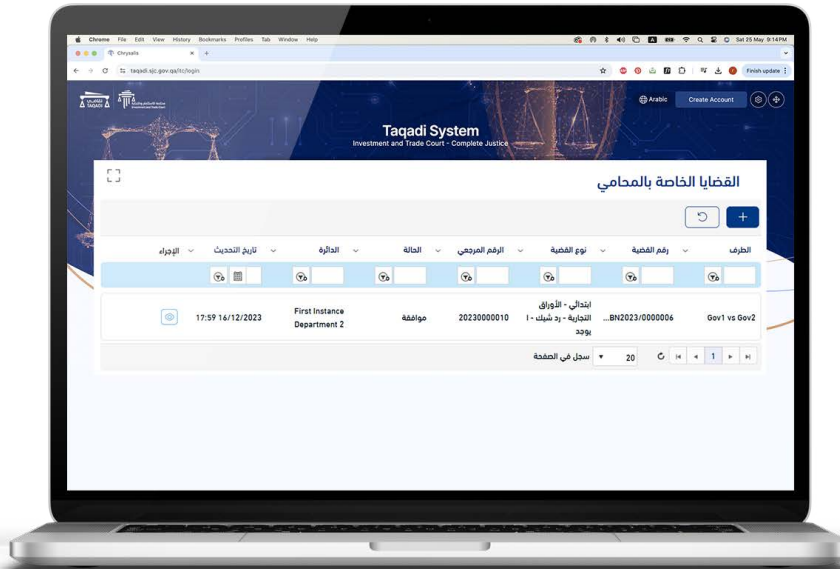 Chrome File Edit View History Bookmarks Profiles Tab Window Help
Sat 25 May 9:14PM
Chrysalis
taqadi.sjc.gov.qa/itc/login
Finish update
تقاضي
TAQADI
Arabic
Create Account
Taqadi System
Investment and Trade Court - Complete Justice
القضايا الخاصة بالمحامي
الطرف رقم القضية نوع القضية الرقم المرجعي الحالة الدائرة تاريخ التحديث الإجراء
Gov1 vs Gov2
BN2023/0000006...
ابتدائي - الأوراق
التجارية - رد شيك - ا
يوجد
20230000010
موافقة
First Instance
Department 2
17:59 16/12/2023
1
20
سجل في الصفحة